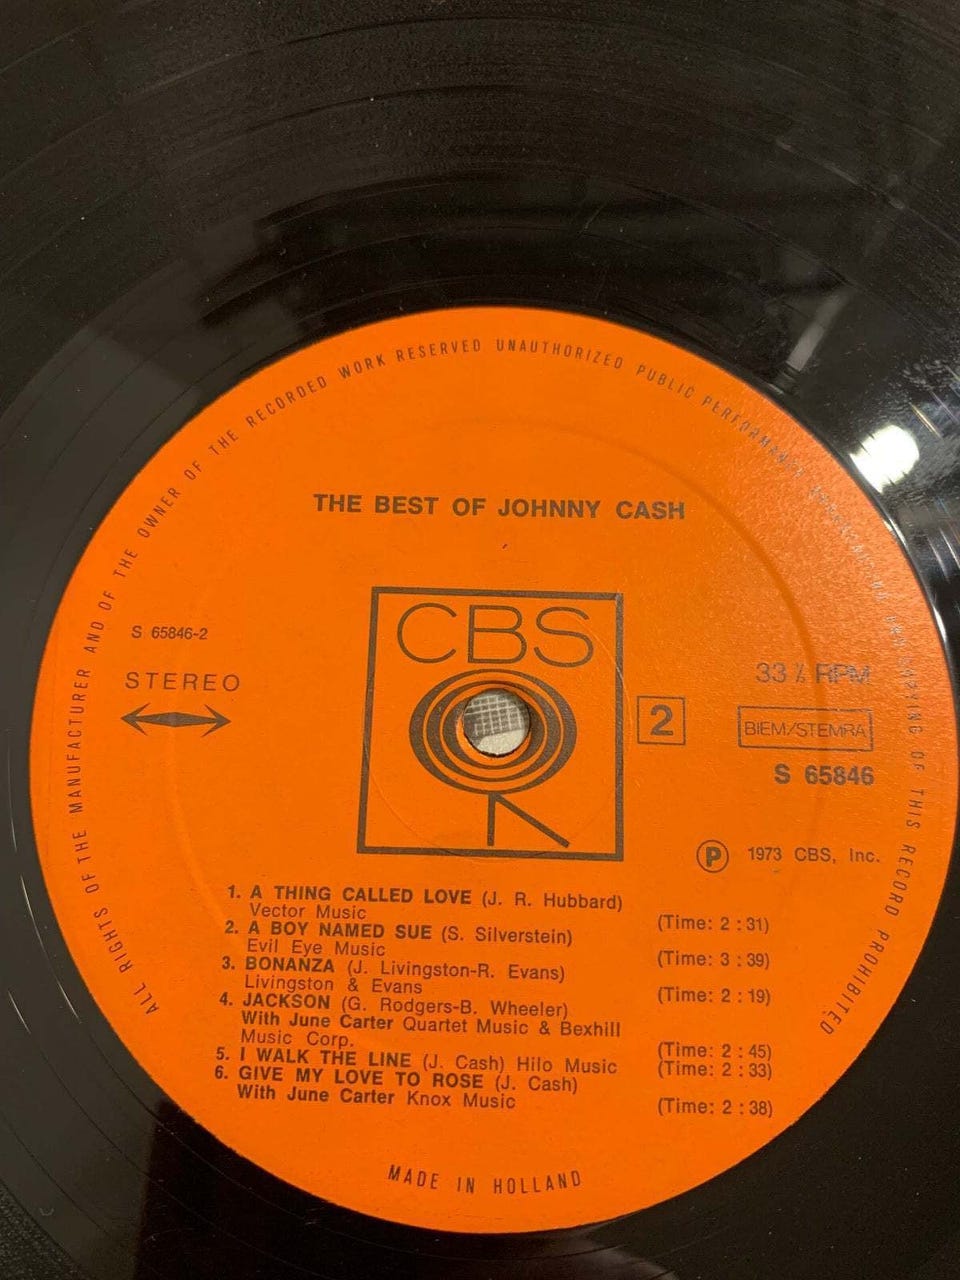 ALL RIGHTS OF THE MANUFACTURER AND OF THE OWNER OF THE RECORDED WORK RESERVED UNAUTHORIZED PUBLIC PERFORMANCE OF THIS RECORD PROHIBITED
THE BEST OF JOHNNY CASH
CBS
S 65846-2
STEREO
33⅓ RPM
2
BIEM/STEMRA
S 65846
Ⓟ 1973 CBS, Inc.
1. A THING CALLED LOVE (J. R. Hubbard)
Vector Music (Time: 2 : 31)
2. A BOY NAMED SUE (S. Silverstein)
Evil Eye Music (Time: 3 : 39)
3. BONANZA (J. Livingston-R. Evans)
Livingston & Evans (Time: 2 : 19)
4. JACKSON (G. Rodgers-B. Wheeler)
With June Carter Quartet Music & Bexhill
Music Corp. (Time: 2 : 45)
5. I WALK THE LINE (J. Cash) Hilo Music (Time: 2 : 33)
6. GIVE MY LOVE TO ROSE (J. Cash)
With June Carter Knox Music (Time: 2 : 38)
MADE IN HOLLAND